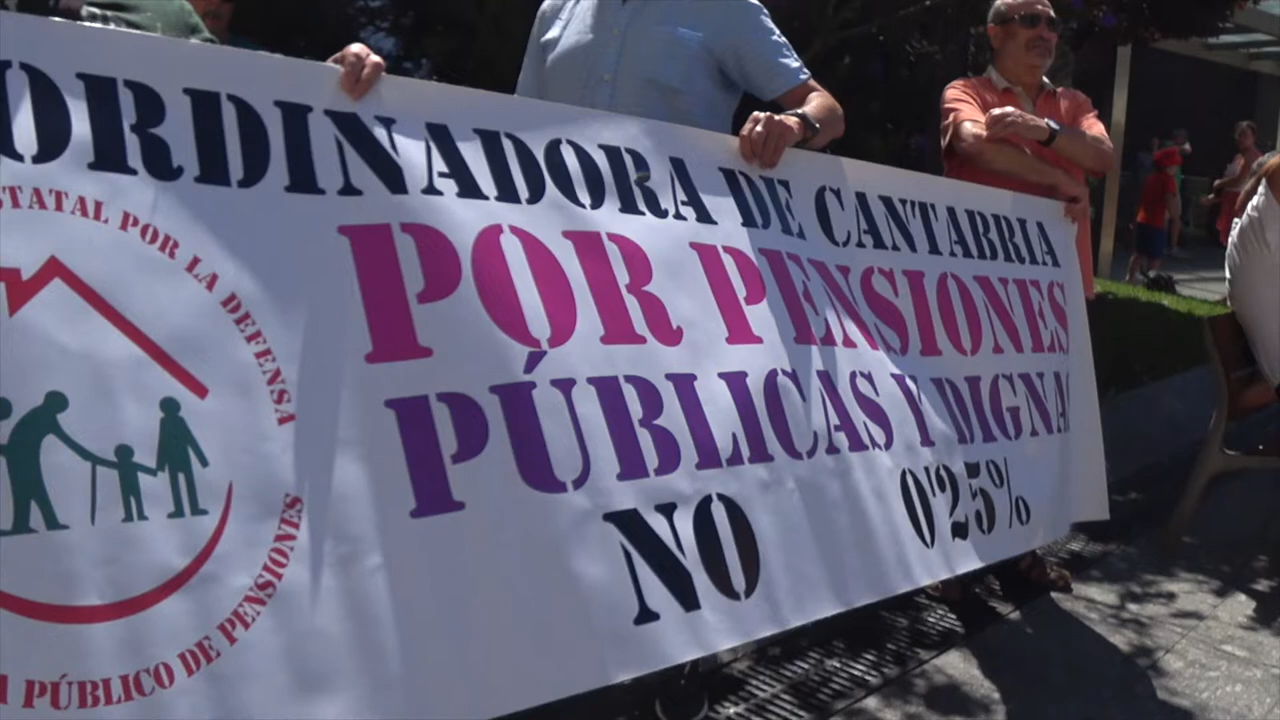 ORDINADORA DE CANTABRIA
POR PENSIONES
PÚBLICAS Y DIGNA
NO 0'25%
STATAL POR LA DEFENSA
PÚBLICO DE PENSIONES